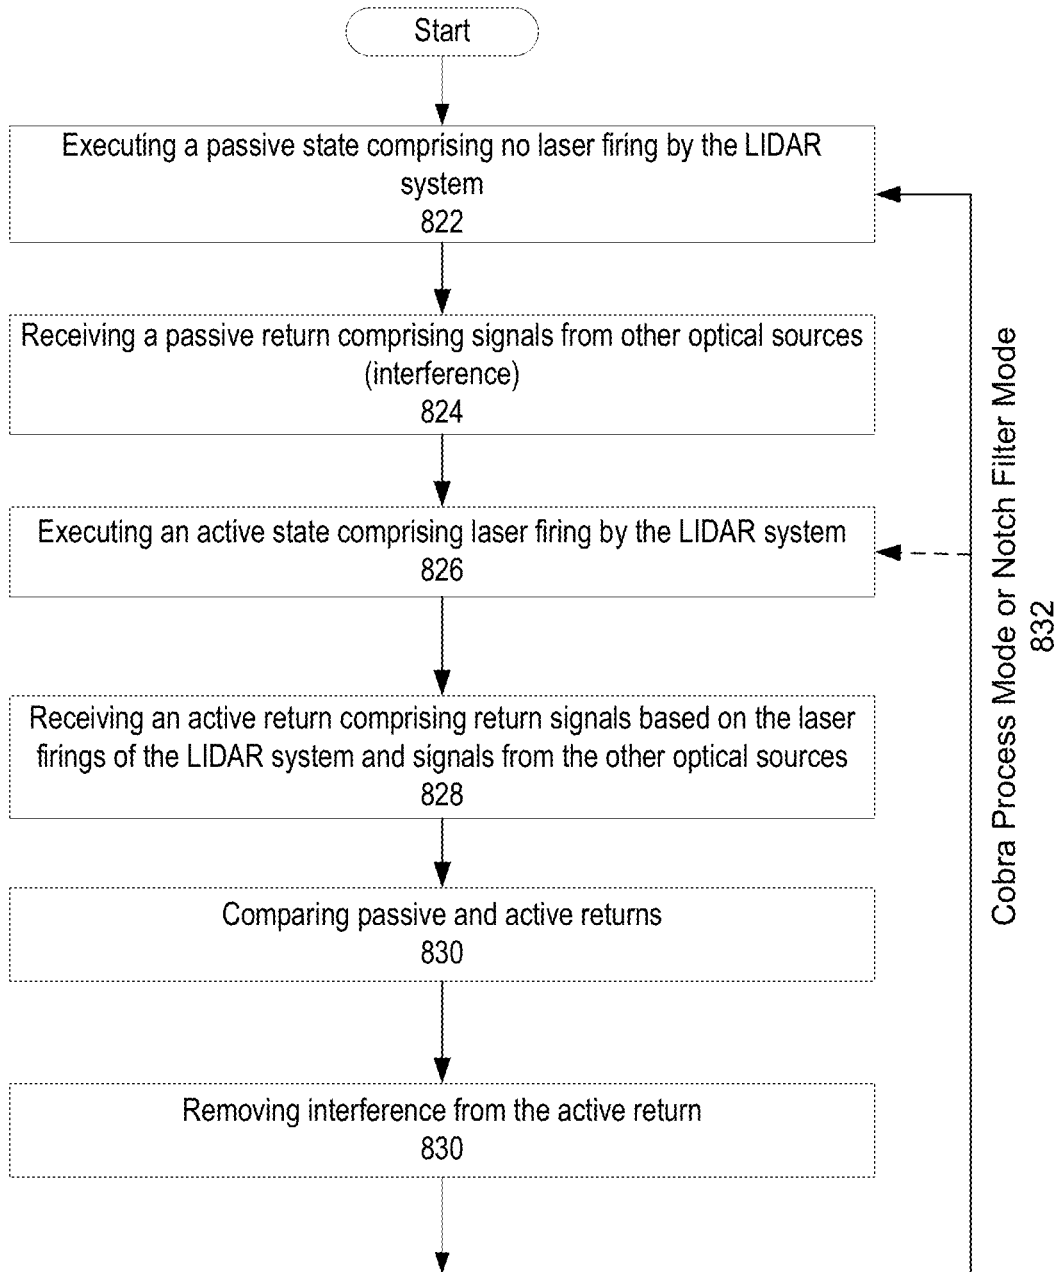 Start
Executing a passive state comprising no laser firing by the LIDAR
system
822
Receiving a passive return comprising signals from other optical sources
(interference)
824
Executing an active state comprising laser firing by the LIDAR system
826
Receiving an active return comprising return signals based on the laser
firings of the LIDAR system and signals from the other optical sources
828
Comparing passive and active returns
830
Removing interference from the active return
830
Cobra Process Mode or Notch Filter Mode
832